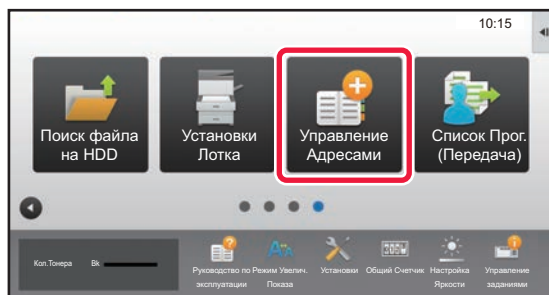 10:15
Поиск файла
на HDD
Установки
Лотка
Управление
Адресами
Список Прог.
(Передача)
Кол.Тонера Bk
Руководство по
эксплуатации
Режим Увелич.
Показа
Установки
Общий Счетчик
Настройка
Яркости
Управление
заданиями